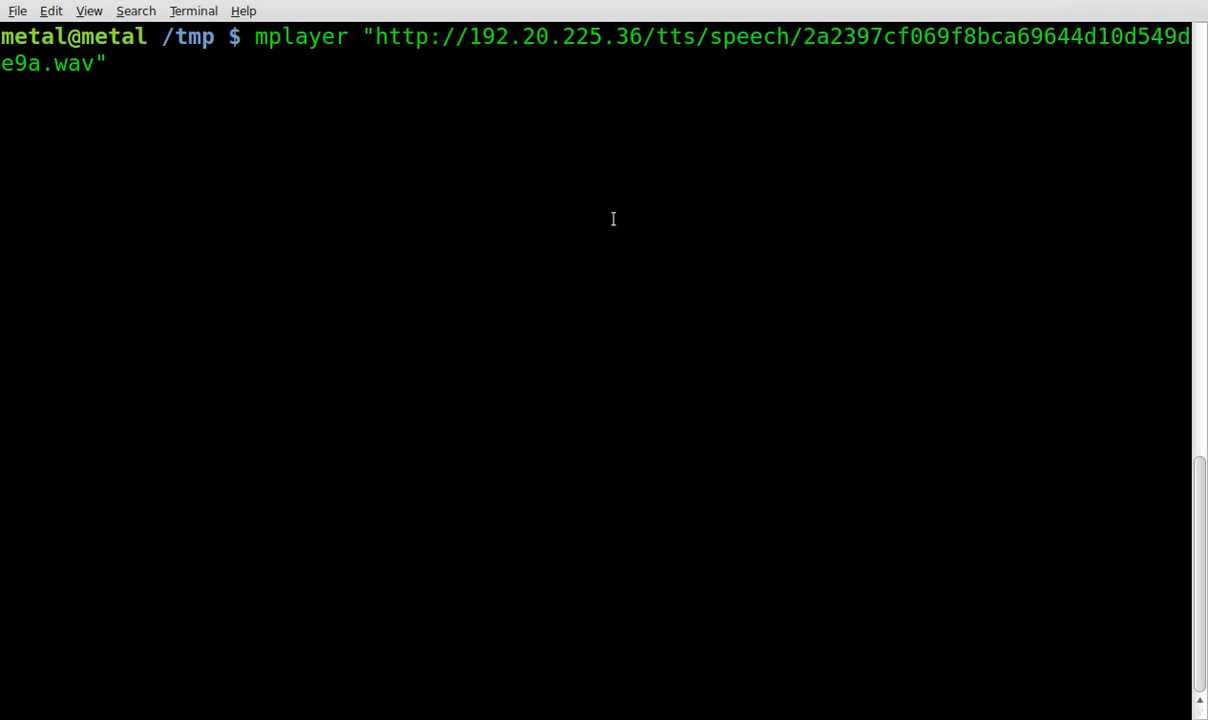 File Edit View Search Terminal Help
metal@metal /tmp $ mplayer "http://192.20.225.36/tts/speech/2a2397cf069f8bca69644d10d549d
e9a.wav"